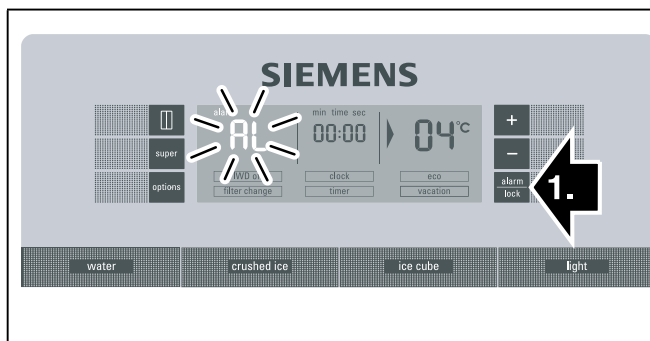 SIEMENS
alarm
min time sec
AL
00:00
04°C
+
super
−
options
alarm
lock
1.
clock
eco
filter change
timer
vacation
water
crushed ice
ice cube
light